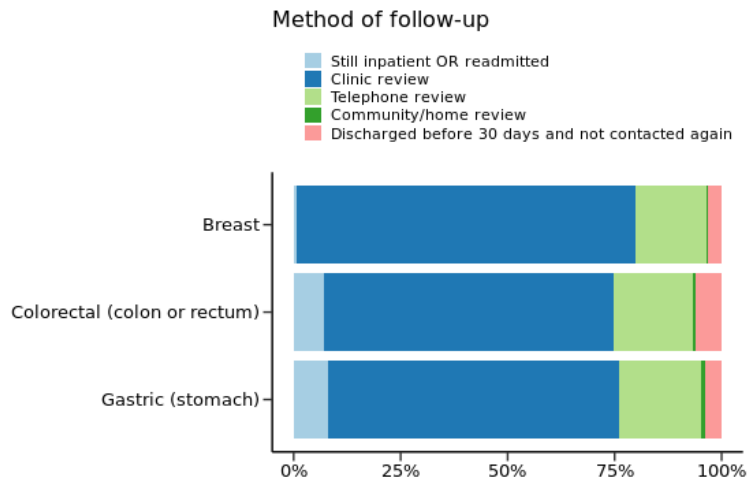 Method of follow-up
Still inpatient OR readmitted
Clinic review
Telephone review
Community/home review
Discharged before 30 days and not contacted again
Breast
Colorectal (colon or rectum)
Gastric (stomach)
0% 25% 50% 75% 100%